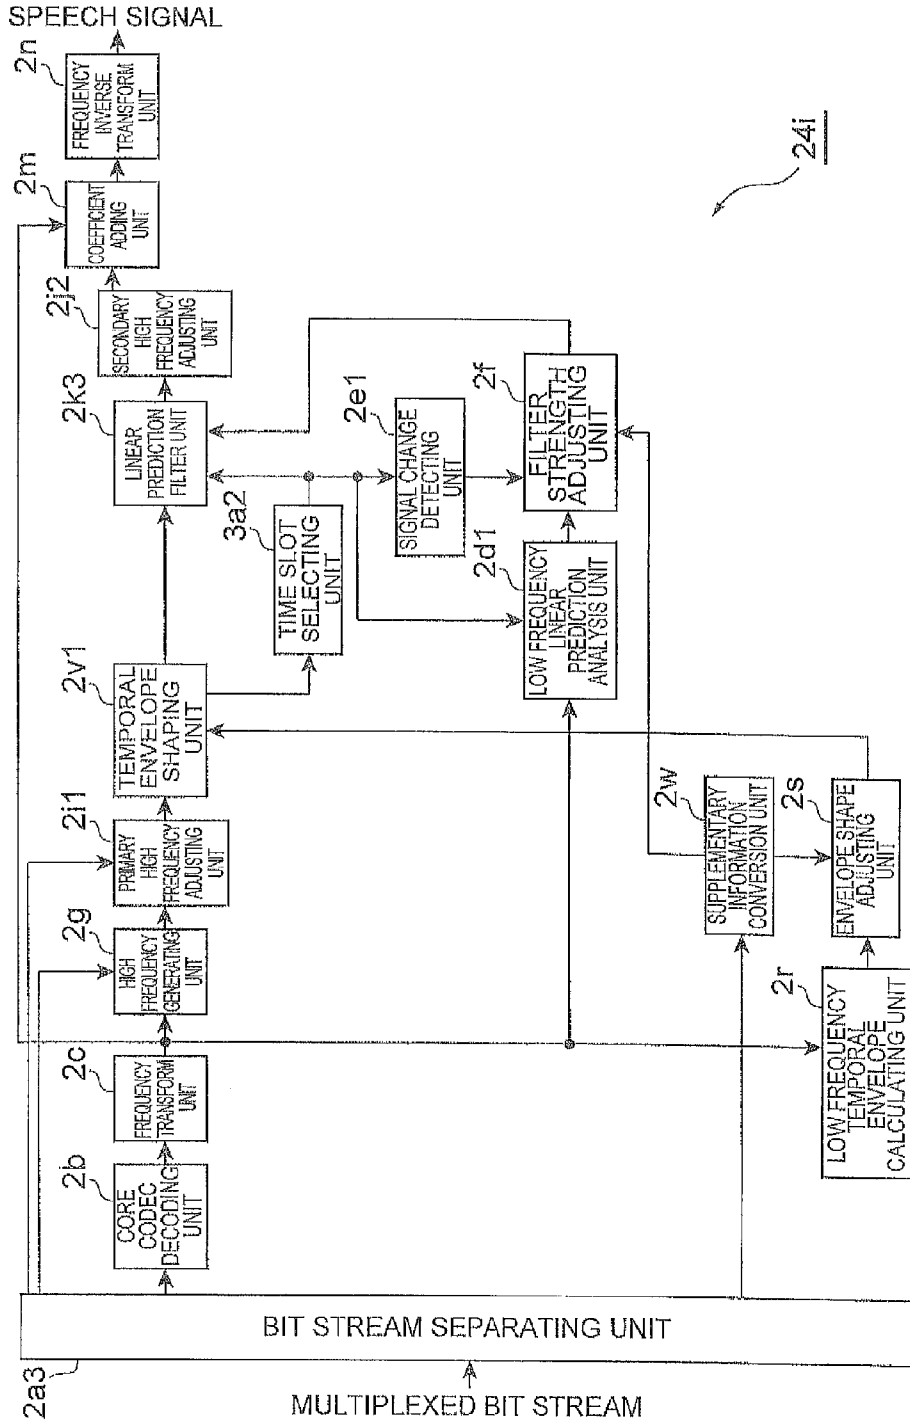 SPEECH SIGNAL
2n
FREQUENCY
INVERSE
TRANSFORM
UNIT
2m
COEFFICIENT
ADDING
UNIT
2j2
SECONDARY
HIGH
FREQUENCY
ADJUSTING
UNIT
2k3
LINEAR
PREDICTION
FILTER UNIT
3a2
TIME SLOT
SELECTING
UNIT
2e1
SIGNAL CHANGE
DETECTING
UNIT
2f
FILTER
STRENGTH
ADJUSTING
UNIT
2d1
LOW FREQUENCY
LINEAR
PREDICTION
ANALYSIS UNIT
24i
2v1
TEMPORAL
ENVELOPE
SHAPING
UNIT
2i1
PRIMARY
HIGH
FREQUENCY
ADJUSTING
UNIT
2g
HIGH
FREQUENCY
GENERATING
UNIT
2w
SUPPLEMENTARY
INFORMATION
CONVERSION UNIT
2s
ENVELOPE SHAPE
ADJUSTING
UNIT
2r
LOW FREQUENCY
TEMPORAL
ENVELOPE
CALCULATING UNIT
2c
FREQUENCY
TRANSFORM
UNIT
2b
CORE
CODEC
DECODING
UNIT
BIT STREAM SEPARATING UNIT
2a3
MULTIPLEXED BIT STREAM